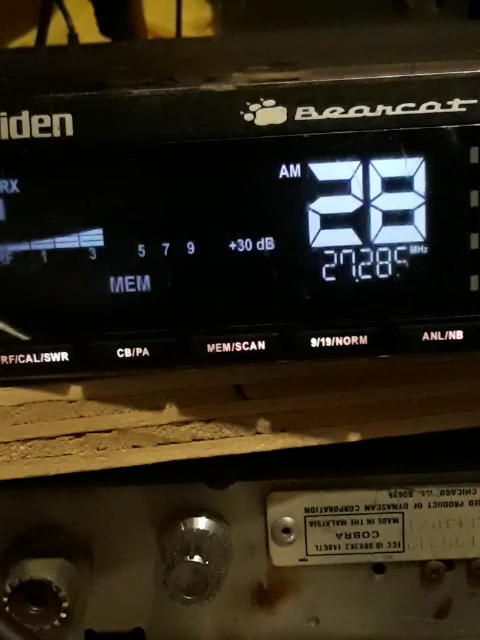 iden
Bearcat
RX
AM
28
MHz
27.285
1 3 5 7 9 +30 dB
MEM
RF/CAL/SWR CB/PA MEM/SCAN 9/19/NORM ANL/NB
CHICAGO, ILL. 60635
ED PRODUCT OF DYNASCAN CORPORATION
MADE IN THE MALAYSIA
COBRA